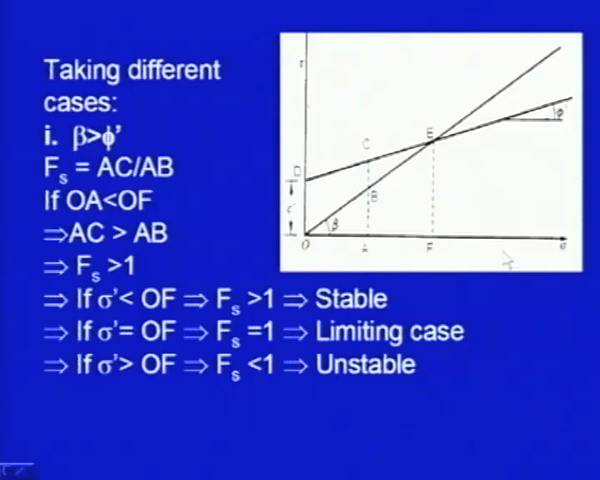 Taking different
cases:
i. β>ϕ'
Fs = AC/AB
If OA<OF
⇒AC > AB
⇒ Fs >1
⇒ If σ'< OF ⇒ Fs >1 ⇒ Stable
⇒ If σ'= OF ⇒ Fs =1 ⇒ Limiting case
⇒ If σ'> OF ⇒ Fs <1 ⇒ Unstable
τ
E
ϕ'
C
D
B
c'
β
O A F σ